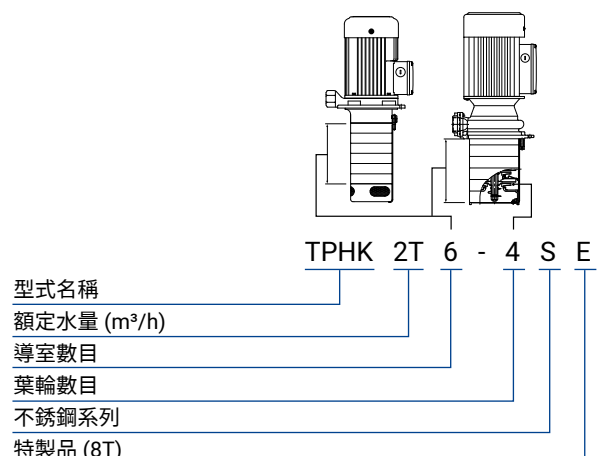 TPHK 2T 6 - 4 S E
型式名稱
額定水量 (m³/h)
導室數目
葉輪數目
不銹鋼系列
特製品 (8T)